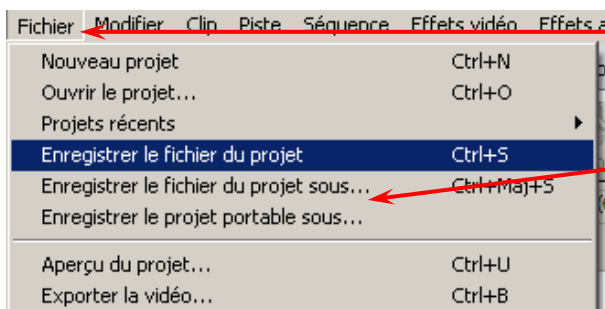 Fichier Modifier Clip Piste Séquence Effets vidéo Effets
Nouveau projet Ctrl+N
Ouvrir le projet... Ctrl+O
Projets récents
Enregistrer le fichier du projet Ctrl+S
Enregistrer le fichier du projet sous... Ctrl+Maj+S
Enregistrer le projet portable sous...
Aperçu du projet... Ctrl+U
Exporter la vidéo... Ctrl+B